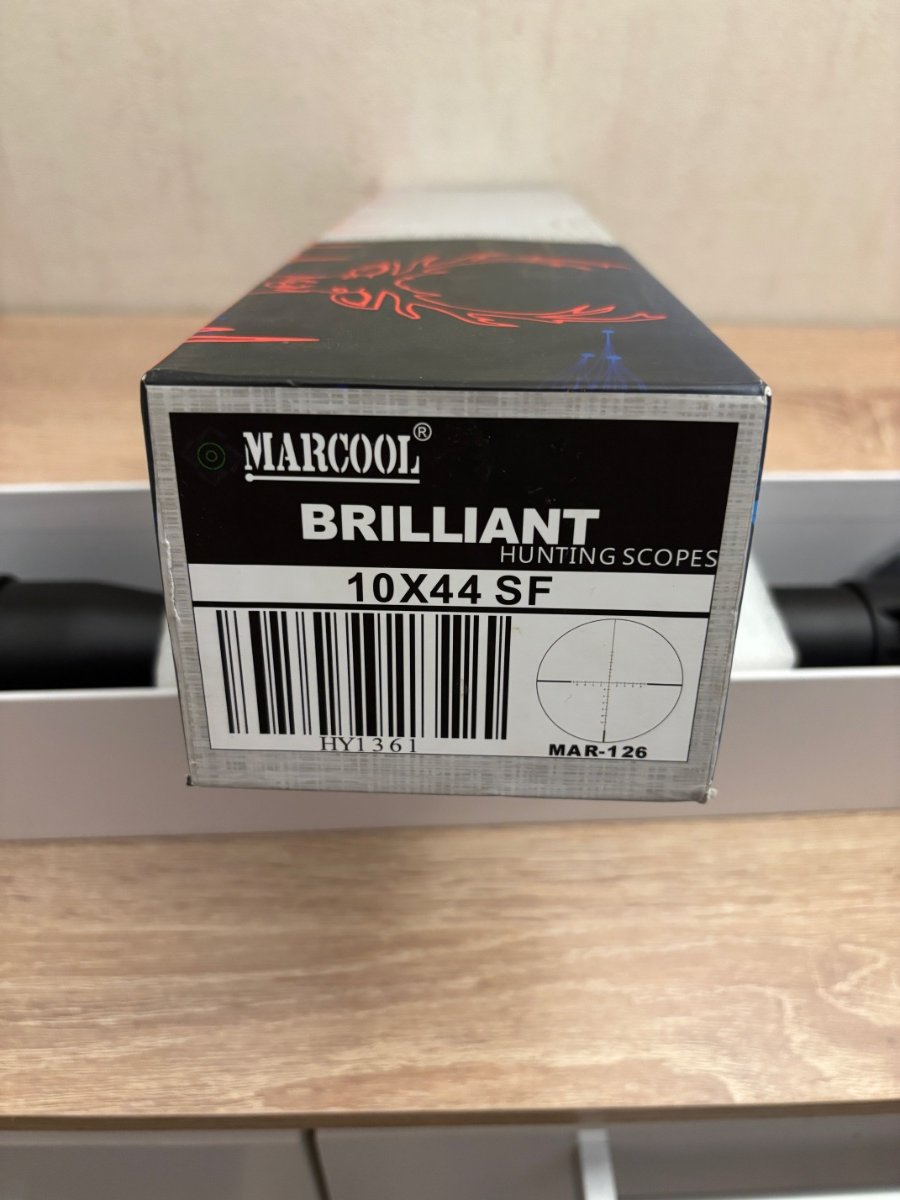 MARCOOL®
BRILLIANT
HUNTING SCOPES
10X44 SF
HY1361
MAR-126